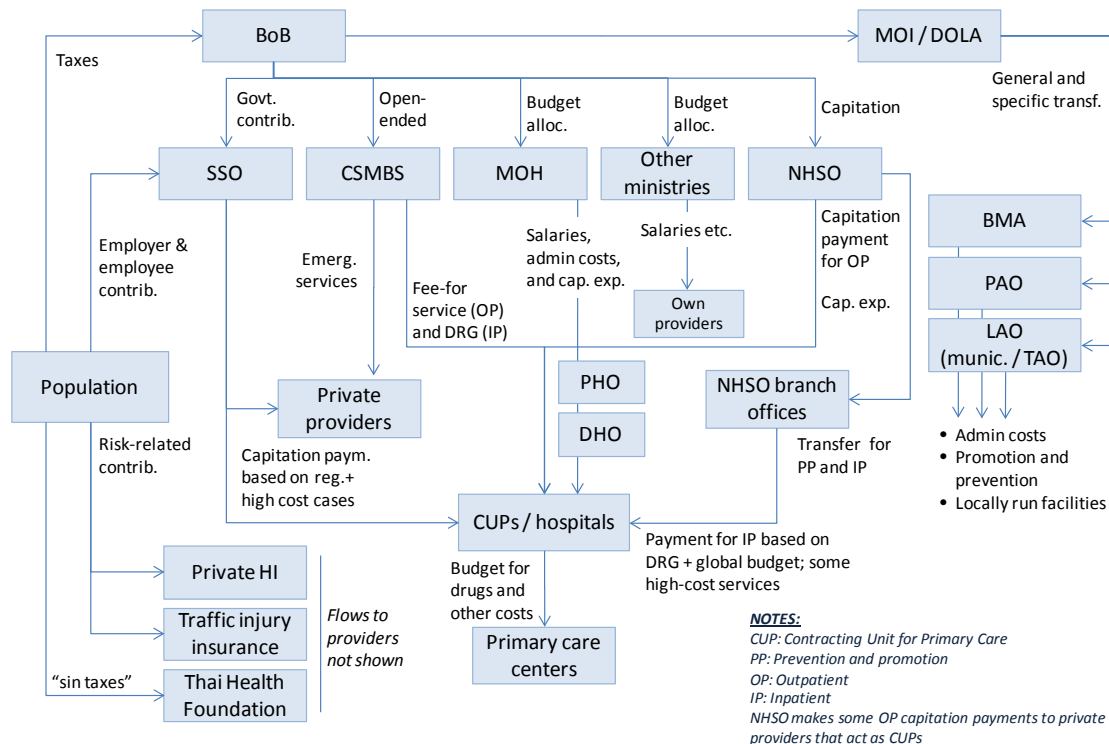 BoB
MOI / DOLA
Taxes
General and
specific transf.
Govt.
contrib.
Open-
ended
Budget
alloc.
Budget
alloc.
Capitation
SSO
CSMBS
MOH
Other
ministries
NHSO
Employer &
employee
contrib.
Emerg.
services
Fee-for
service (OP)
and DRG (IP)
Salaries,
admin costs,
and cap. exp.
Salaries etc.
Own
providers
Capitation
payment
for OP
Cap. exp.
BMA
PAO
LAO
(munic. / TAO)
Population
Private
providers
PHO
DHO
NHSO branch
offices
Risk-related
contrib.
Capitation paym.
based on reg.+
high cost cases
Transfer for
PP and IP
• Admin costs
• Promotion and
prevention
• Locally run facilities
CUPs / hospitals
Payment for IP based on
DRG + global budget; some
high-cost services
Budget for
drugs and
other costs
Primary care
centers
Private HI
Traffic injury
insurance
"sin taxes"
Thai Health
Foundation
Flows to
providers
not shown
NOTES:
CUP: Contracting Unit for Primary Care
PP: Prevention and promotion
OP: Outpatient
IP: Inpatient
NHSO makes some OP capitation payments to private
providers that act as CUPs